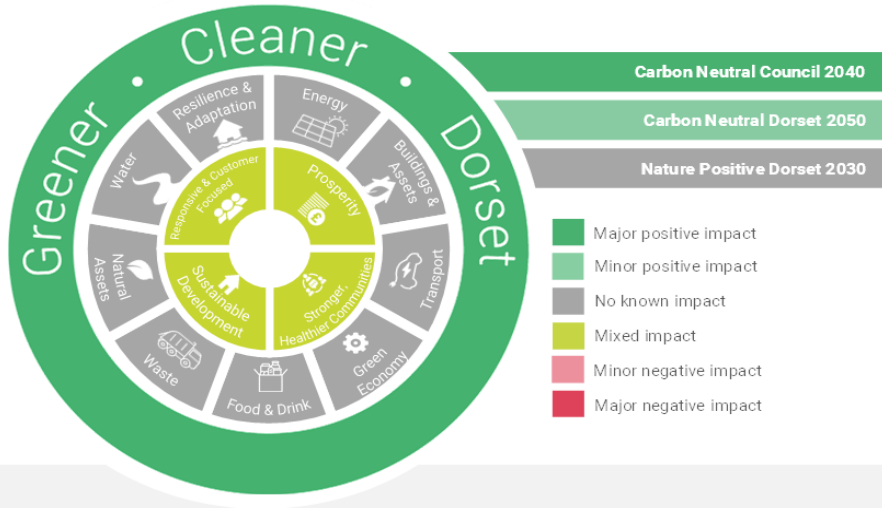 Greener • Cleaner • Dorset
Resilience &
Adaptation
Energy
Buildings &
Assets
Transport
Green
Economy
Food & Drink
Waste
Natural
Assets
Water
Responsive & Customer
Focused
Prosperity
Stronger,
Healthier Communities
Sustainable
Development
Carbon Neutral Council 2040
Carbon Neutral Dorset 2050
Nature Positive Dorset 2030
Major positive impact
Minor positive impact
No known impact
Mixed impact
Minor negative impact
Major negative impact